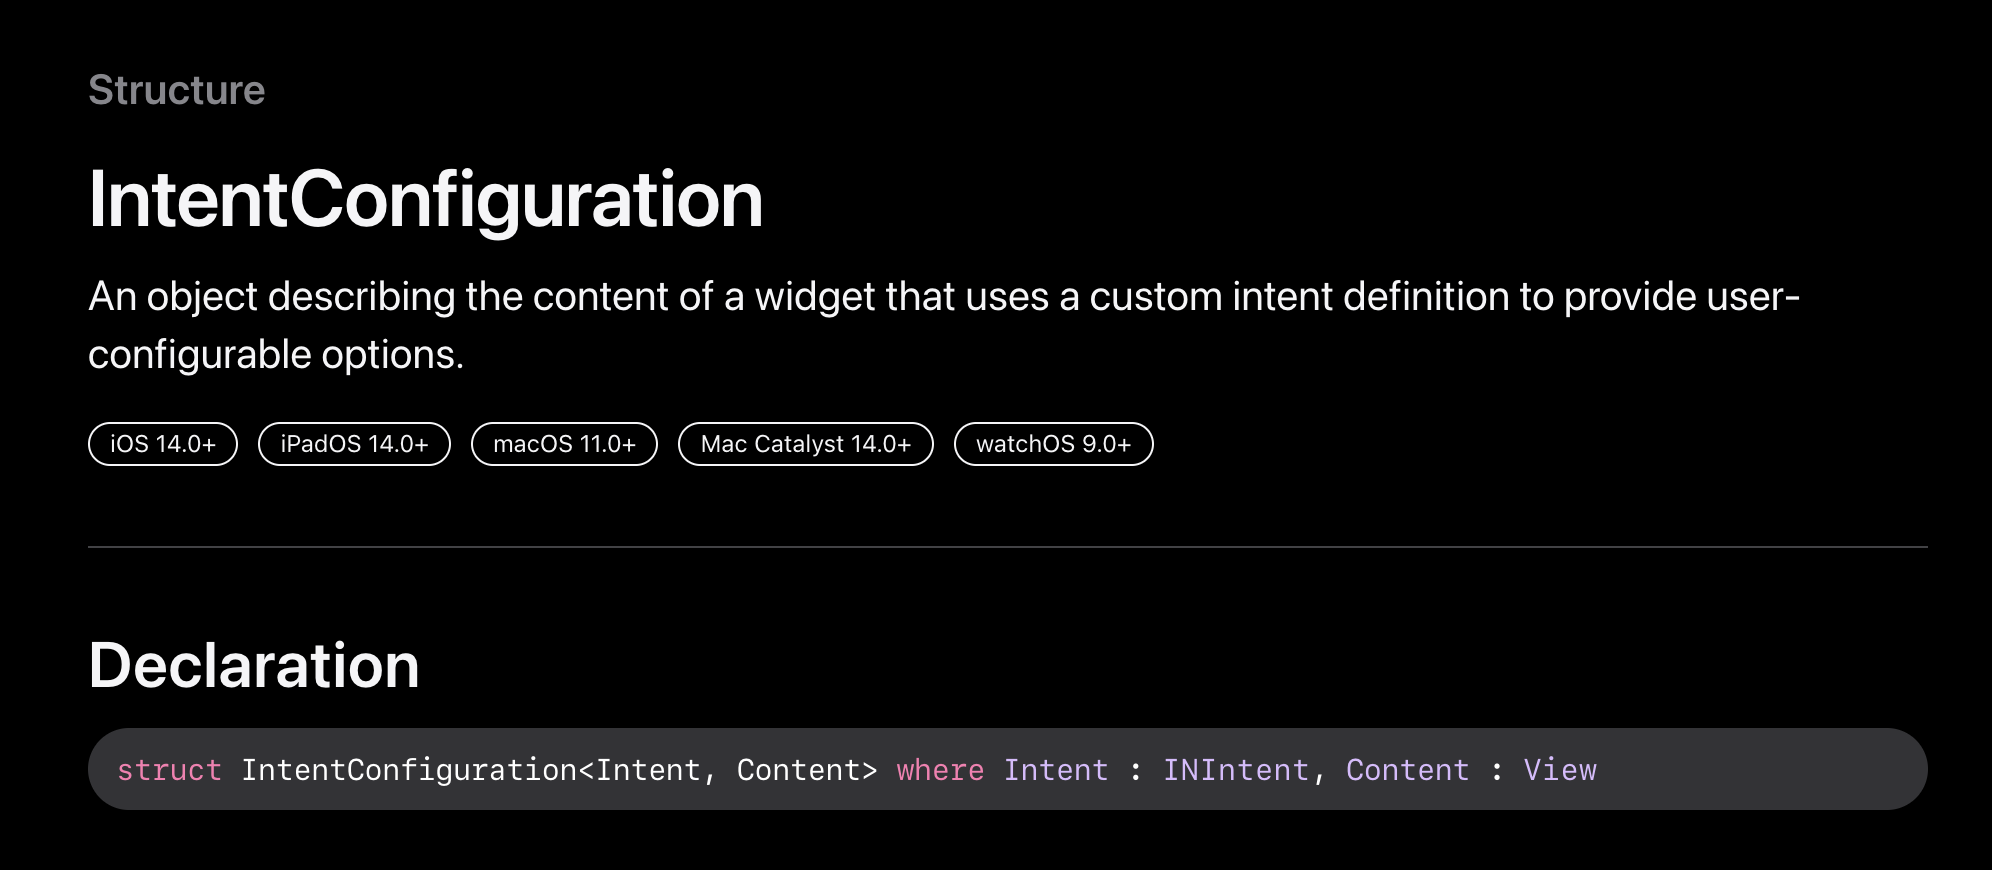 Structure
IntentConfiguration
An object describing the content of a widget that uses a custom intent definition to provide user-
configurable options.
iOS 14.0+ iPadOS 14.0+ macOS 11.0+ Mac Catalyst 14.0+ watchOS 9.0+
Declaration
struct IntentConfiguration<Intent, Content> where Intent : INIntent, Content : View